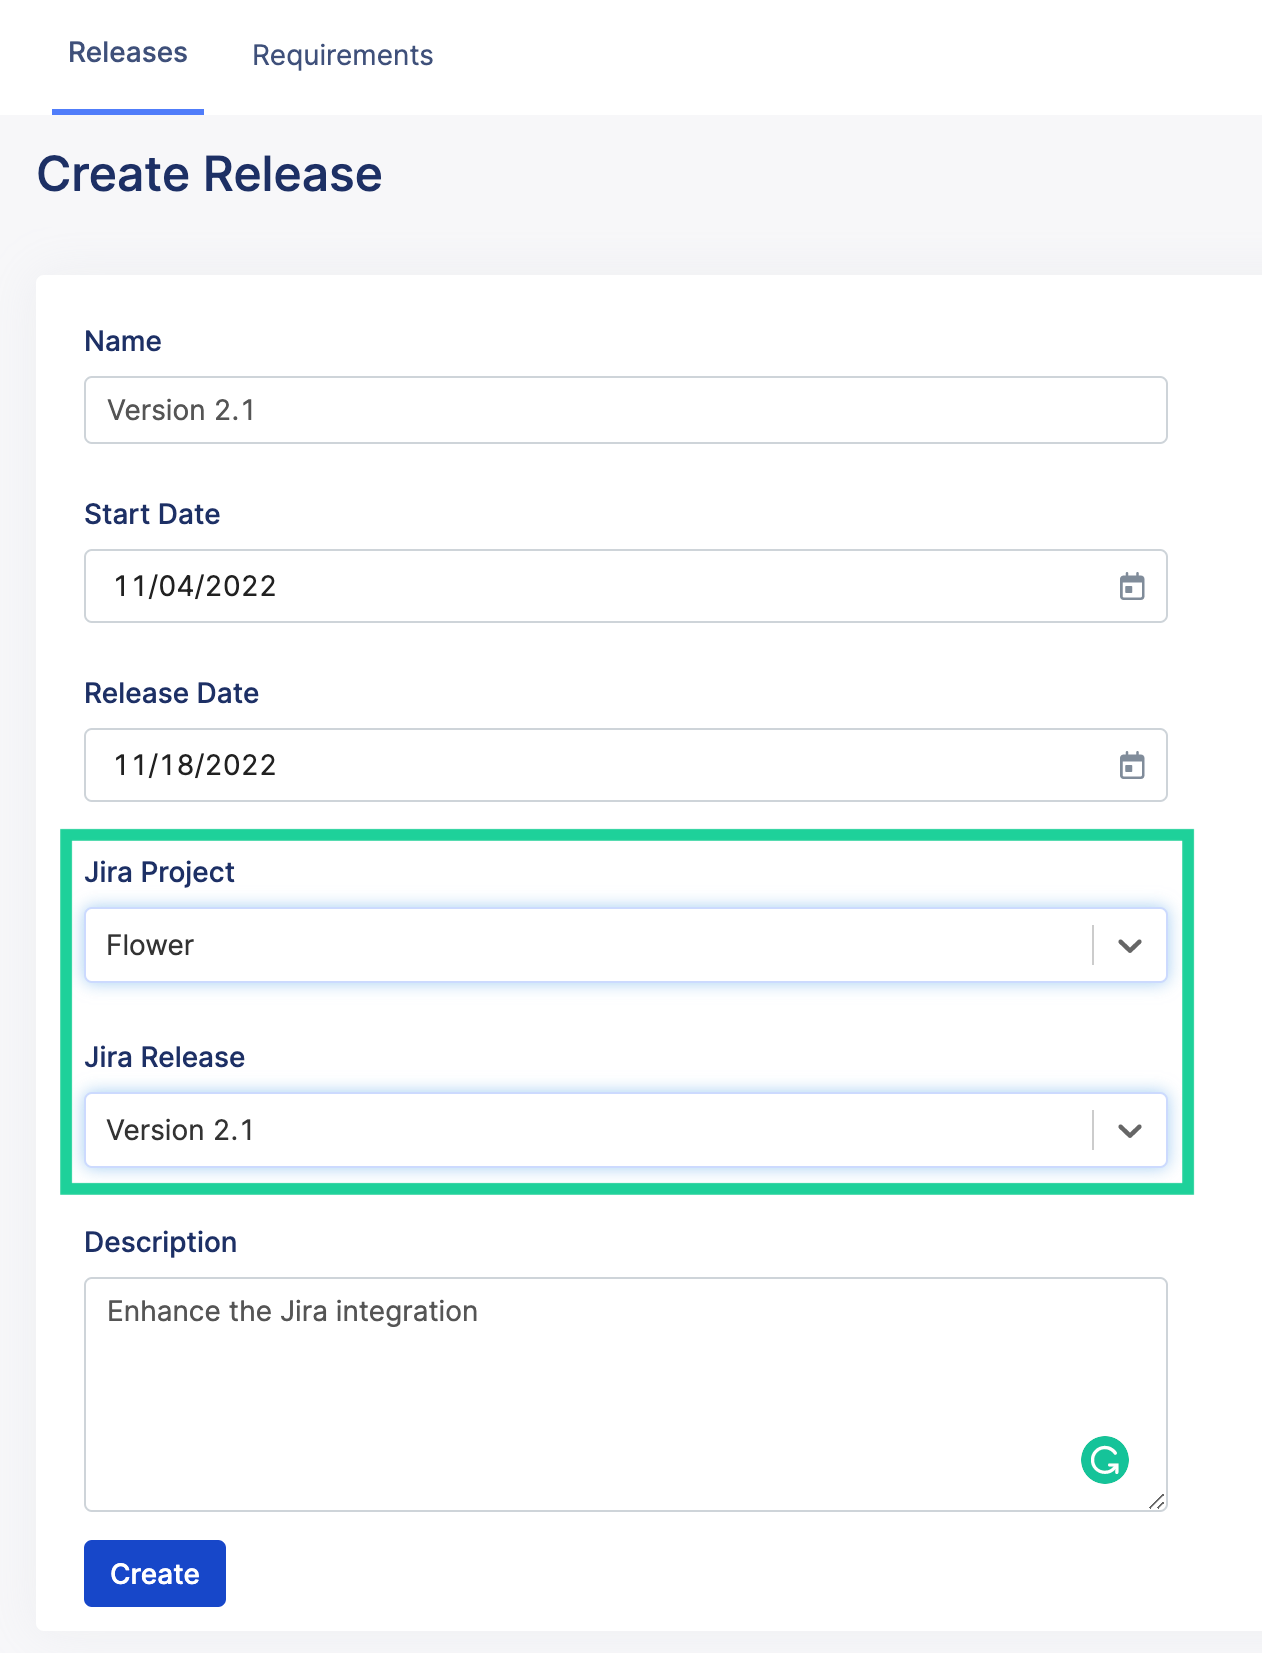 Releases Requirements
Create Release
Name
Version 2.1
Start Date
11/04/2022
Release Date
11/18/2022
Jira Project
Flower
Jira Release
Version 2.1
Description
Enhance the Jira integration
Create